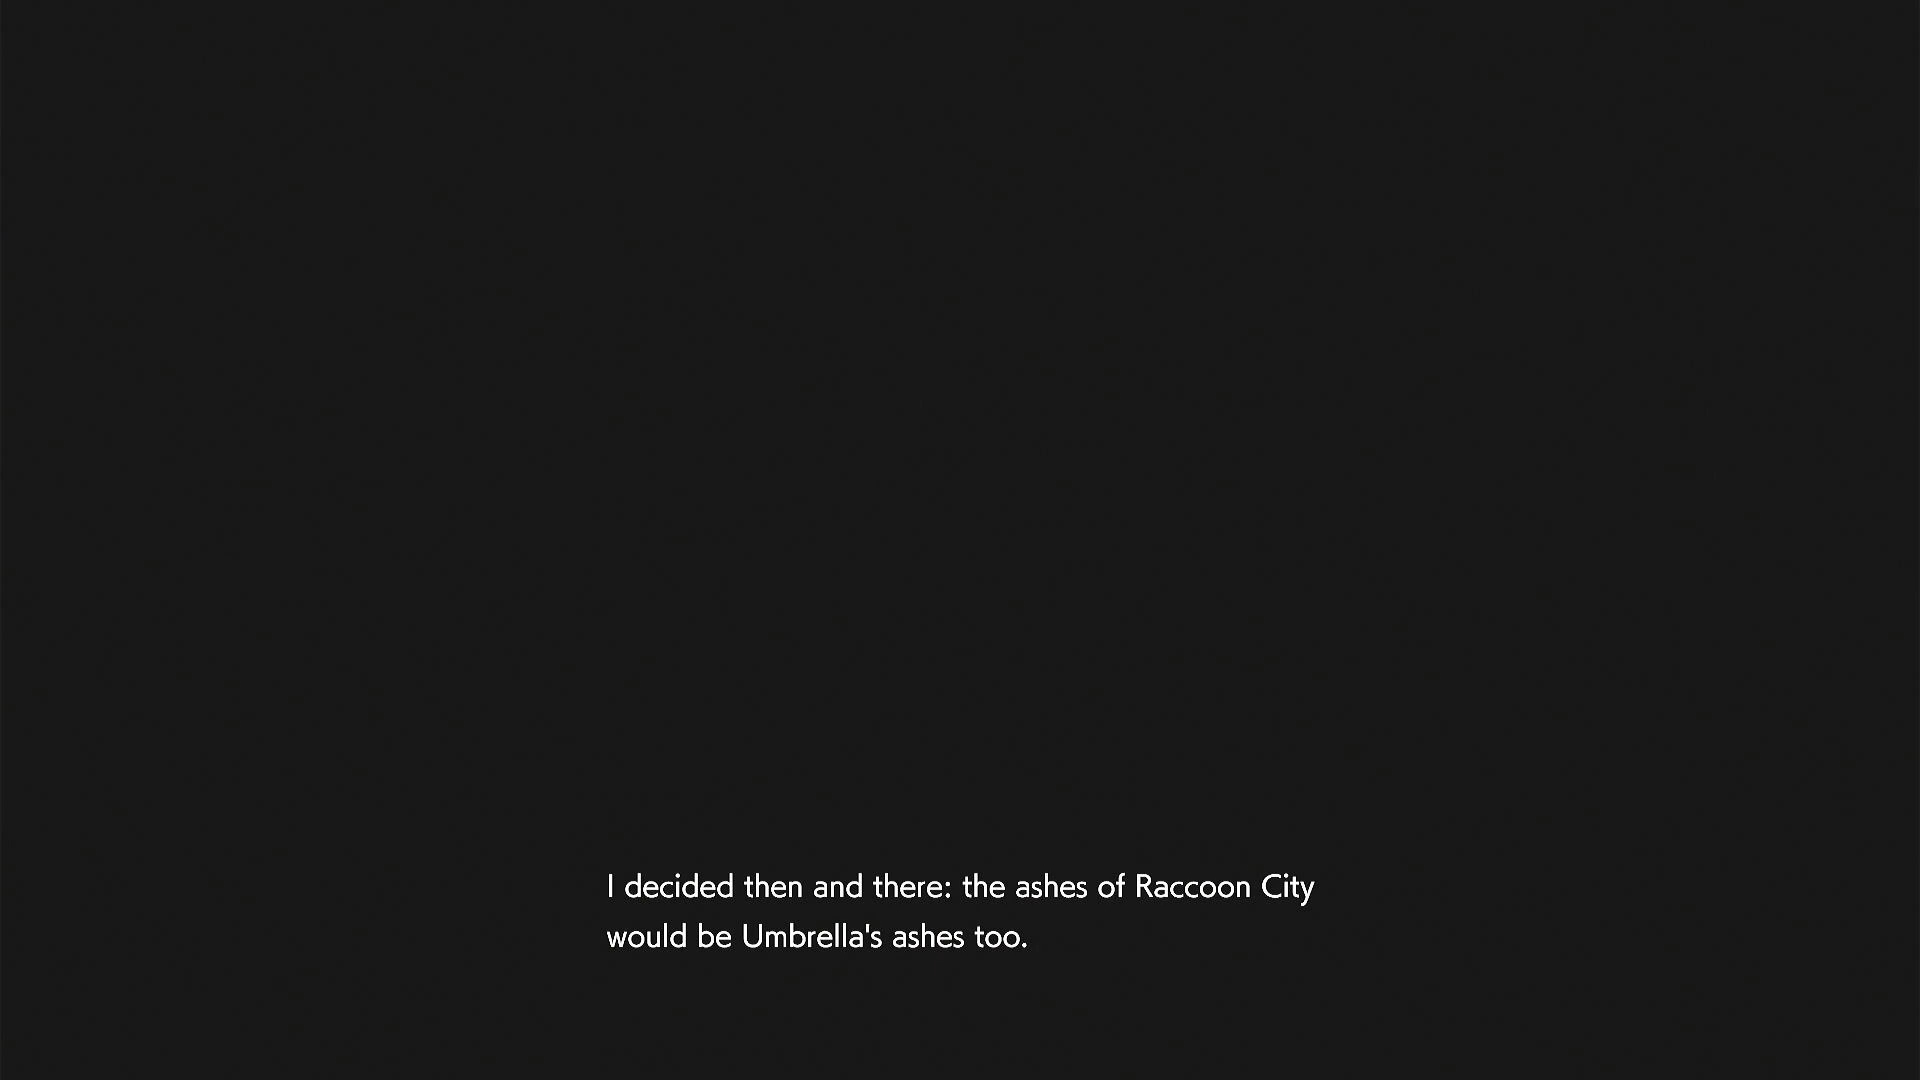 I decided then and there: the ashes of Raccoon City
would be Umbrella's ashes too.